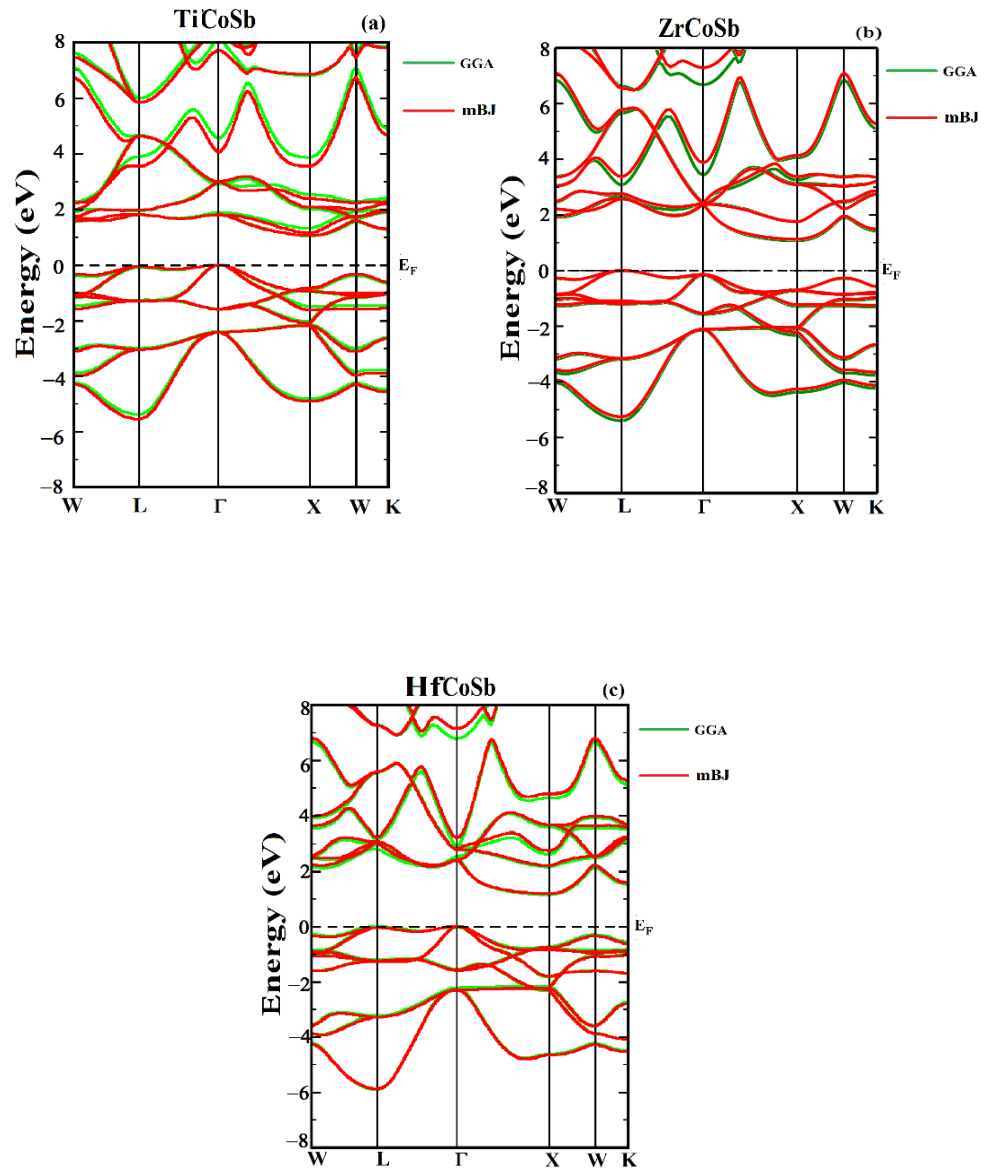 TiCoSb (a)
GGA
mBJ
Energy (eV)
8
6
4
2
0
−2
−4
−6
−8
E_F
W L Γ X W K
ZrCoSb (b)
GGA
mBJ
Energy (eV)
8
6
4
2
0
−2
−4
−6
−8
E_F
W L Γ X W K
HfCoSb (c)
GGA
mBJ
Energy (eV)
8
6
4
2
0
−2
−4
−6
−8
E_F
W L Γ X W K